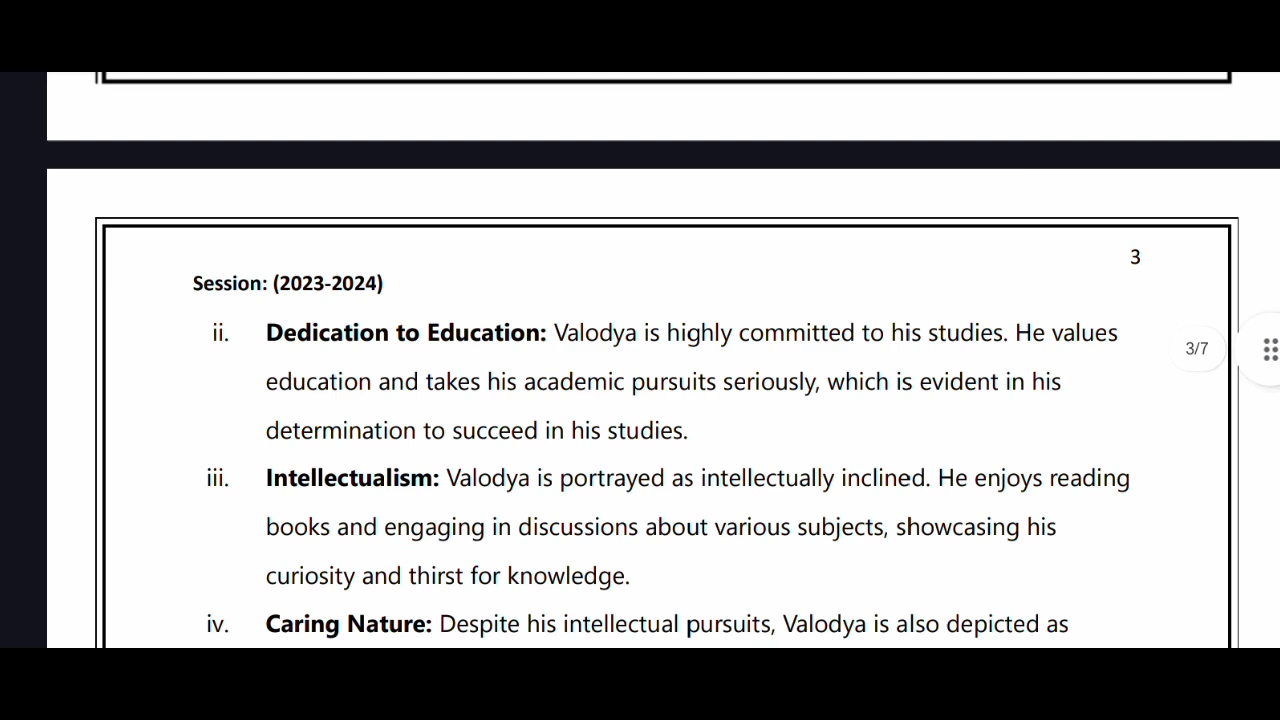 3
Session: (2023-2024)
ii. Dedication to Education: Valodya is highly committed to his studies. He values
education and takes his academic pursuits seriously, which is evident in his
determination to succeed in his studies.
3/7
iii. Intellectualism: Valodya is portrayed as intellectually inclined. He enjoys reading
books and engaging in discussions about various subjects, showcasing his
curiosity and thirst for knowledge.
iv. Caring Nature: Despite his intellectual pursuits, Valodya is also depicted as